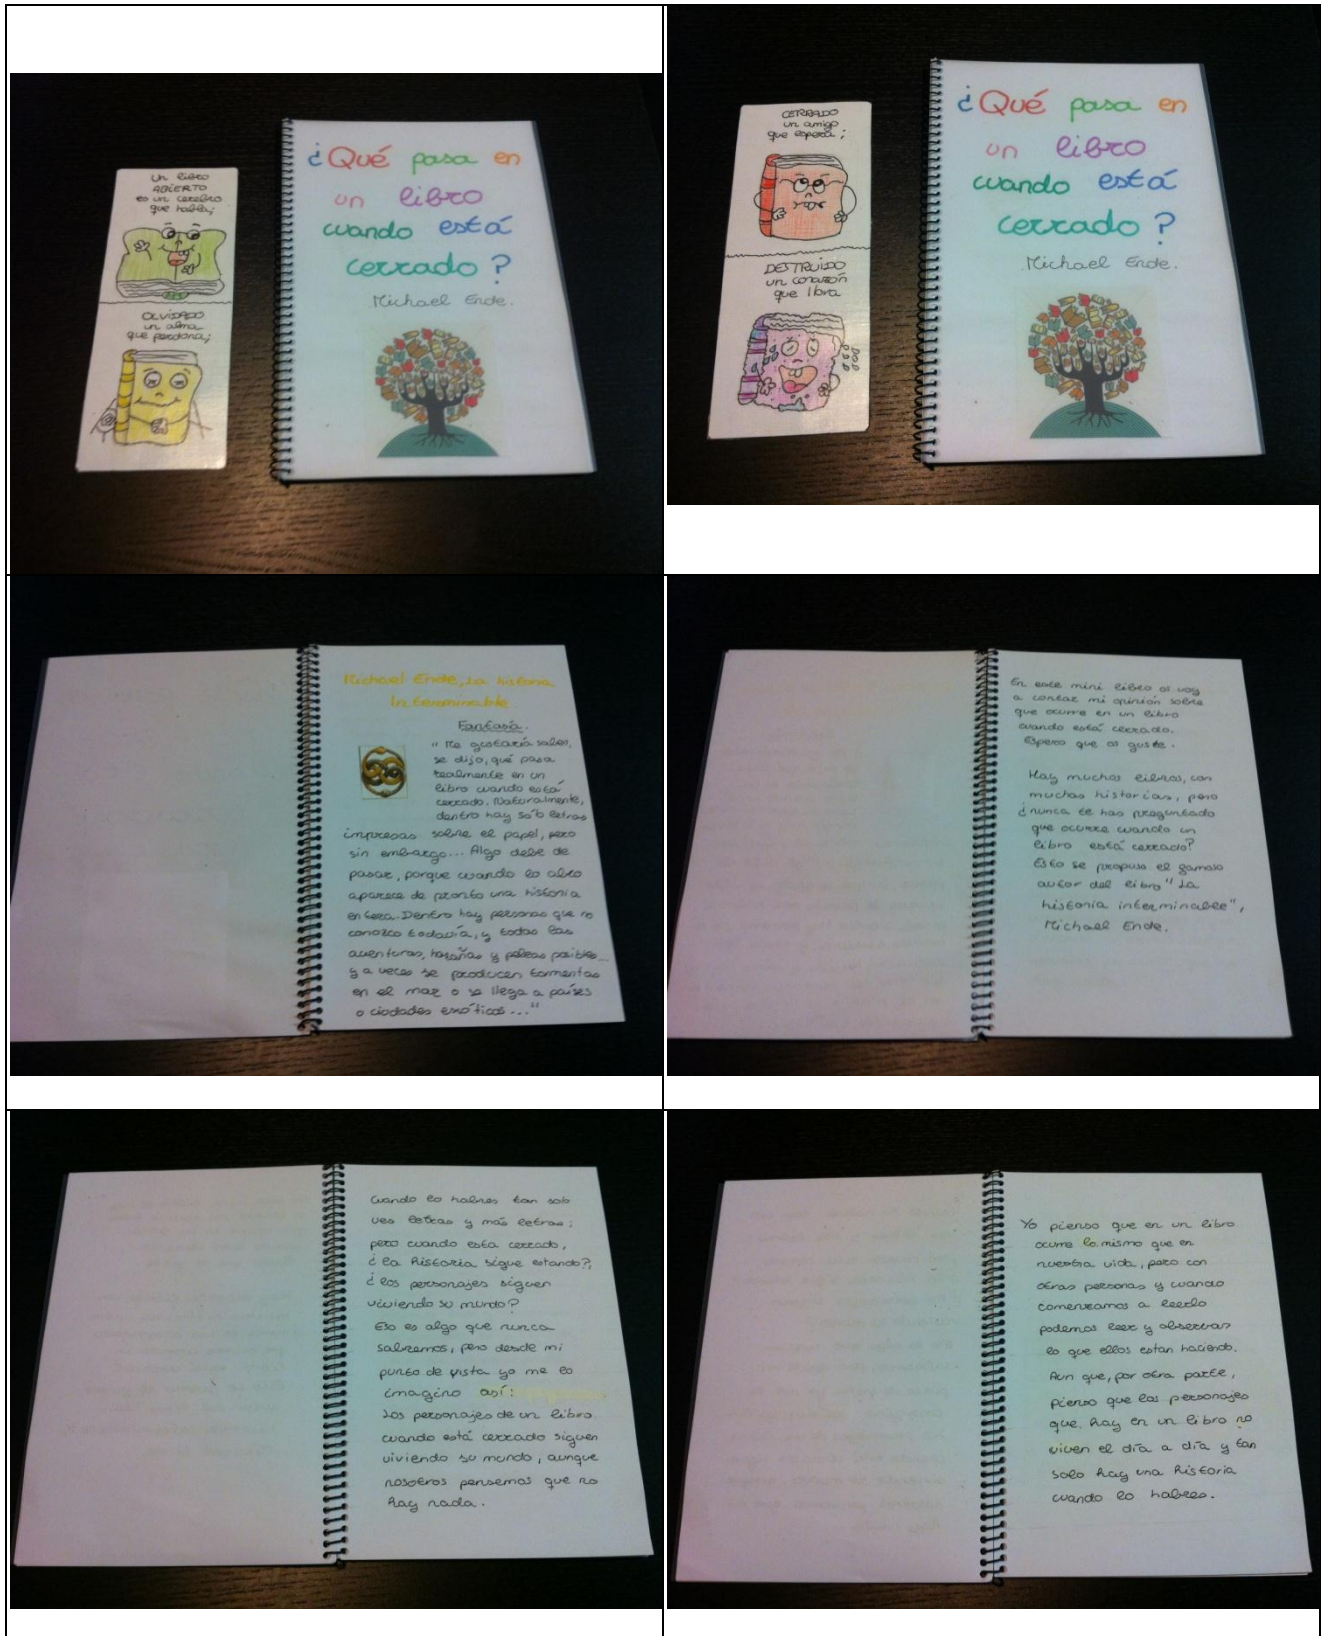 un libro
ABIERTO
es un cerebro
que habla;
OLVIDADO
un alma
que perdona;
¿Qué pasa en
un libro
cuando está
cerrado?
Michael Ende.
CERRADO
un amigo
que espera;
DESTRUIDO
un corazón
que llora
¿Qué pasa en
un libro
cuando está
cerrado?
Michael Ende.
Michael Ende, La historia
Interminable.
Fantasía.
"Me gustaría saber,
se dijo, qué pasa
realmente en un
libro cuando está
cerrado. Naturalmente,
dentro hay sólo letras
impresas sobre el papel, pero
sin embargo... Algo debe de
pasar, porque cuando lo abro
aparece de pronto una historia
entera. Dentro hay personas que no
conozco todavía, y todas las
aventuras, hazañas y peleas posibles...
y a veces se producen tormentas
en el mar o se llega a países
o ciudades exóticos..."
En este mini libro os voy
a contar mi opinión sobre
que ocurre en un libro
cuando está cerrado.
Espero que os guste.
Hay muchos libros, con
muchas historias, pero
¿nunca te has preguntado
que ocurre cuando un
libro está cerrado?
Esto se propuso el famoso
autor del libro "La
historia interminable",
Michael Ende.
Cuando lo habres tan solo
ves letras y más letras;
pero cuando esta cerrado,
¿la historia sigue estando?,
¿los personajes siguen
viviendo su mundo?
Eso es algo que nunca
sabremos, pero desde mi
punto de vista yo me lo
imagino así:
Los personajes de un libro
cuando está cerrado siguen
viviendo su mundo, aunque
nosotros pensemos que no
hay nada.
Yo pienso que en un libro
ocurre lo mismo que en
nuestra vida, pero con
otras personas y cuando
comenzamos a leerlo
podemos leer y observar
lo que ellos estan haciendo.
Aun que, por otra parte,
pienso que los personajes
que hay en un libro no
viven el día a día y tan
solo hay una historia
cuando lo habres.